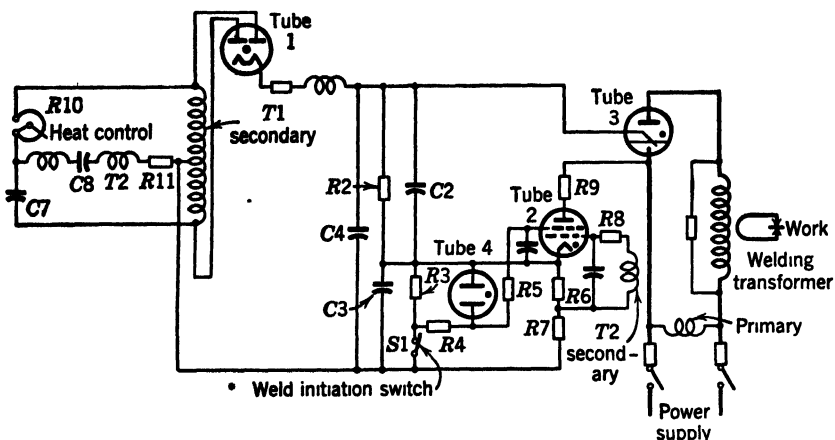 Tube
1
R10
Heat control
T1
secondary
C8 T2 R11
C7
R2
C2
C4
C3
R3
Tube 4
R5
Tube
2
R9
Tube
3
R8
R6
R7
R4
S1
T2
second-
ary
Work
Welding
transformer
Primary
Weld initiation switch
Power
supply